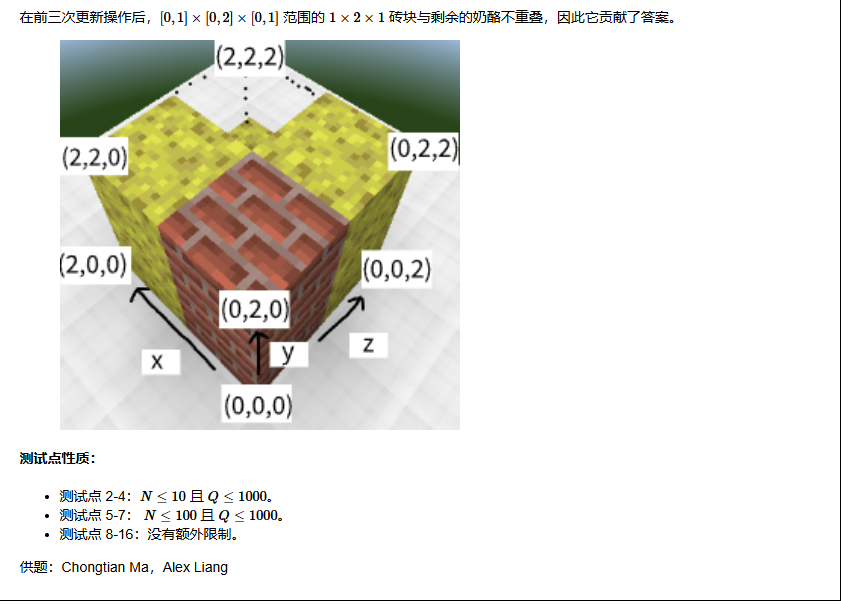 在前三次更新操作后，[0, 1] × [0, 2] × [0, 1] 范围的 1 × 2 × 1 砖块与剩余的奶酪不重叠，因此它贡献了答案。
(2,2,2)
(2,2,0)
(0,2,2)
(2,0,0)
(0,0,2)
(0,2,0)
x
y
z
(0,0,0)
测试点性质：
• 测试点 2-4：N ≤ 10 且 Q ≤ 1000。
• 测试点 5-7： N ≤ 100 且 Q ≤ 1000。
• 测试点 8-16：没有额外限制。
供题：Chongtian Ma，Alex Liang